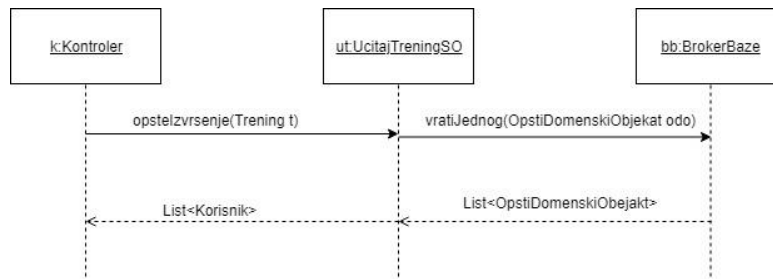 k:Kontroler
ut:UcitajTreningSO
bb:BrokerBaze
opsteIzvrsenje(Trening t)
vratiJednog(OpstiDomenskiObjekat odo)
List<Korisnik>
List<OpstiDomenskiObejakt>